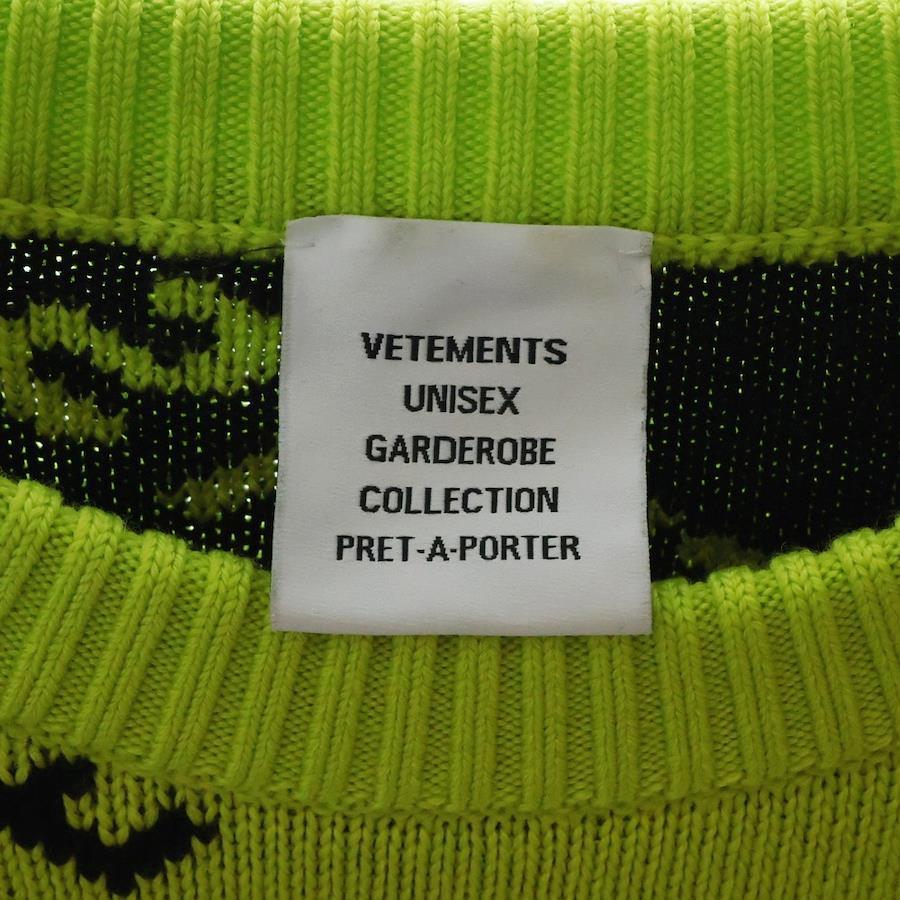 VETEMENTS
UNISEX
GARDEROBE
COLLECTION
PRET-A-PORTER